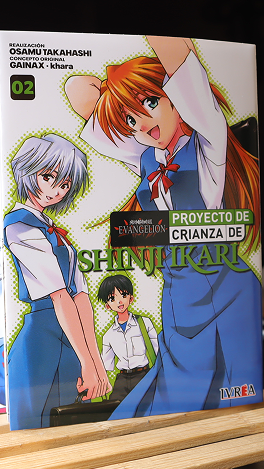 REALIZACIÓN
OSAMU TAKAHASHI
CONCEPTO ORIGINAL
GAINAX • khara
02
EVANGELION
PROYECTO DE
CRIANZA DE
SHINJI IKARI
IVREA